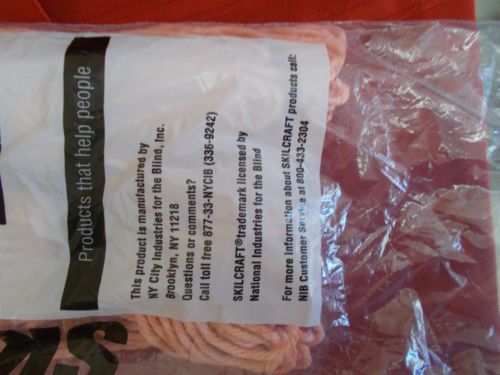 Products that help people
This product is manufactured by
NY City Industries for the Blind, Inc.
Brooklyn, NY 11218
Questions or comments?
Call toll free 877-33-NYCIB (336-9242)
SKILCRAFT®trademark licensed by
National Industries for the Blind
For more information about SKILCRAFT products call:
NIB Customer Service at 800-433-2304
SK